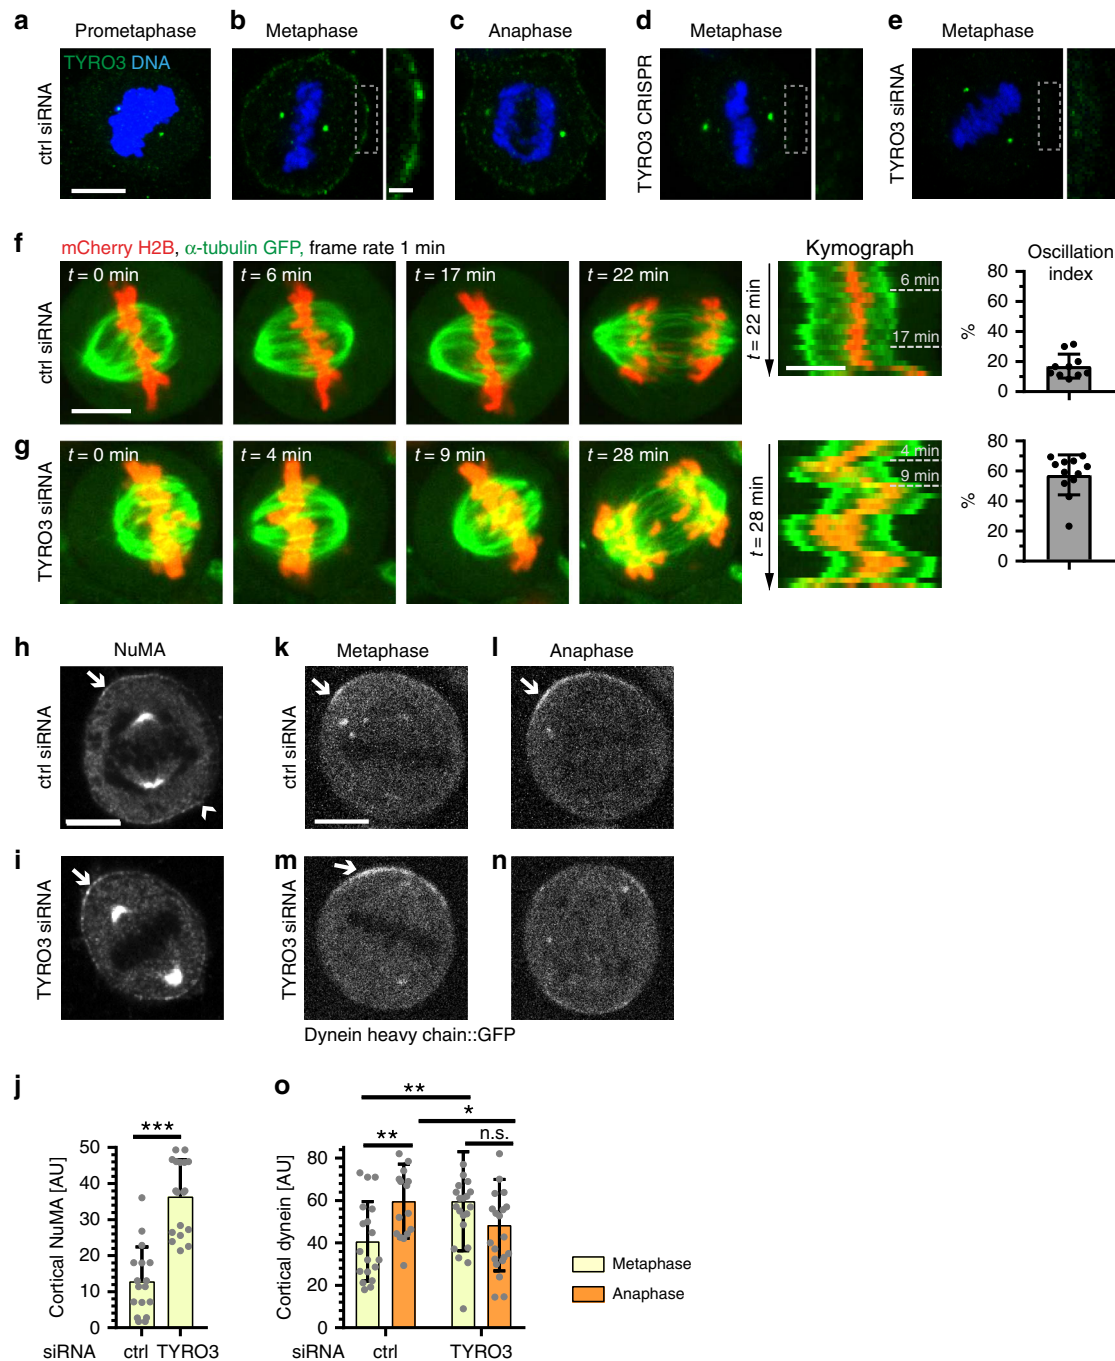 a
Prometaphase
b
Metaphase
c
Anaphase
d
Metaphase
e
Metaphase
ctrl siRNA
TYRO3 DNA
TYRO3 CRISPR
TYRO3 siRNA
f
mCherry H2B, α-tubulin GFP, frame rate 1 min
ctrl siRNA
t = 0 min
t = 6 min
t = 17 min
t = 22 min
Kymograph
t = 22 min
6 min
17 min
Oscillation
index
%
80
60
40
20
0
g
TYRO3 siRNA
t = 0 min
t = 4 min
t = 9 min
t = 28 min
t = 28 min
4 min
9 min
%
80
60
40
20
0
h
NuMA
ctrl siRNA
k
Metaphase
l
Anaphase
ctrl siRNA
i
TYRO3 siRNA
m
n
TYRO3 siRNA
Dynein heavy chain::GFP
j
***
Cortical NuMA [AU]
50
40
30
20
10
0
siRNA ctrl TYRO3
o
**
*
**
n.s.
Cortical dynein [AU]
80
60
40
20
0
siRNA ctrl TYRO3
Metaphase
Anaphase